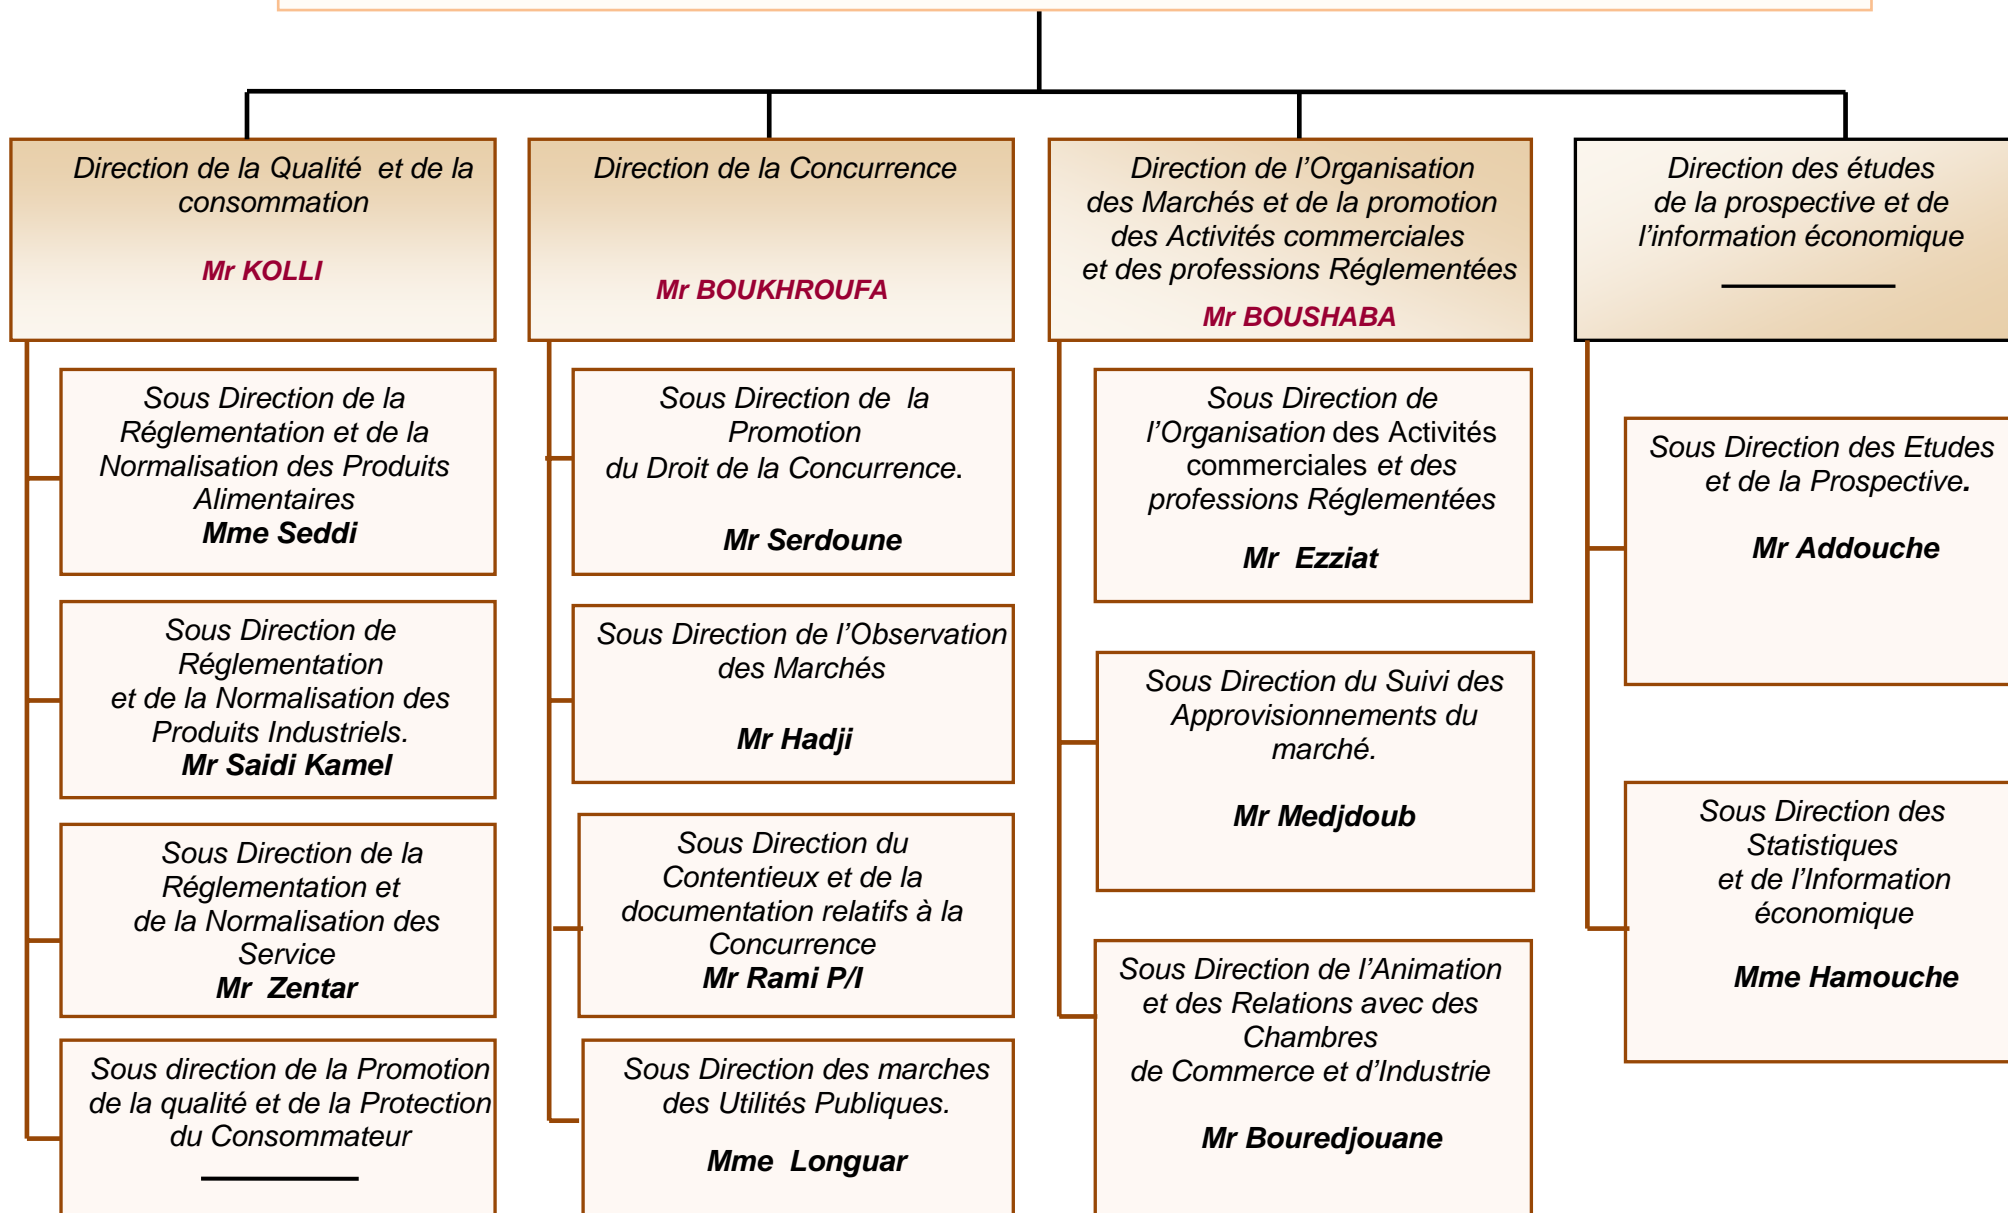 Direction de la Qualité et de la
consommation
Mr KOLLI
Sous Direction de la
Réglementation et de la
Normalisation des Produits
Alimentaires
Mme Seddi
Sous Direction de
Réglementation
et de la Normalisation des
Produits Industriels.
Mr Saidi Kamel
Sous Direction de la
Réglementation et
de la Normalisation des
Service
Mr Zentar
Sous direction de la Promotion
de la qualité et de la Protection
du Consommateur
Direction de la Concurrence
Mr BOUKHROUFA
Sous Direction de la
Promotion
du Droit de la Concurrence.
Mr Serdoune
Sous Direction de l’Observation
des Marchés
Mr Hadji
Sous Direction du
Contentieux et de la
documentation relatifs à la
Concurrence
Mr Rami P/I
Sous Direction des marches
des Utilités Publiques.
Mme Longuar
Direction de l’Organisation
des Marchés et de la promotion
des Activités commerciales
et des professions Réglementées
Mr BOUSHABA
Sous Direction de
l’Organisation des Activités
commerciales et des
professions Réglementées
Mr Ezziat
Sous Direction du Suivi des
Approvisionnements du
marché.
Mr Medjdoub
Sous Direction de l’Animation
et des Relations avec des
Chambres
de Commerce et d’Industrie
Mr Bouredjouane
Direction des études
de la prospective et de
l’information économique
Sous Direction des Etudes
et de la Prospective.
Mr Addouche
Sous Direction des
Statistiques
et de l’Information
économique
Mme Hamouche